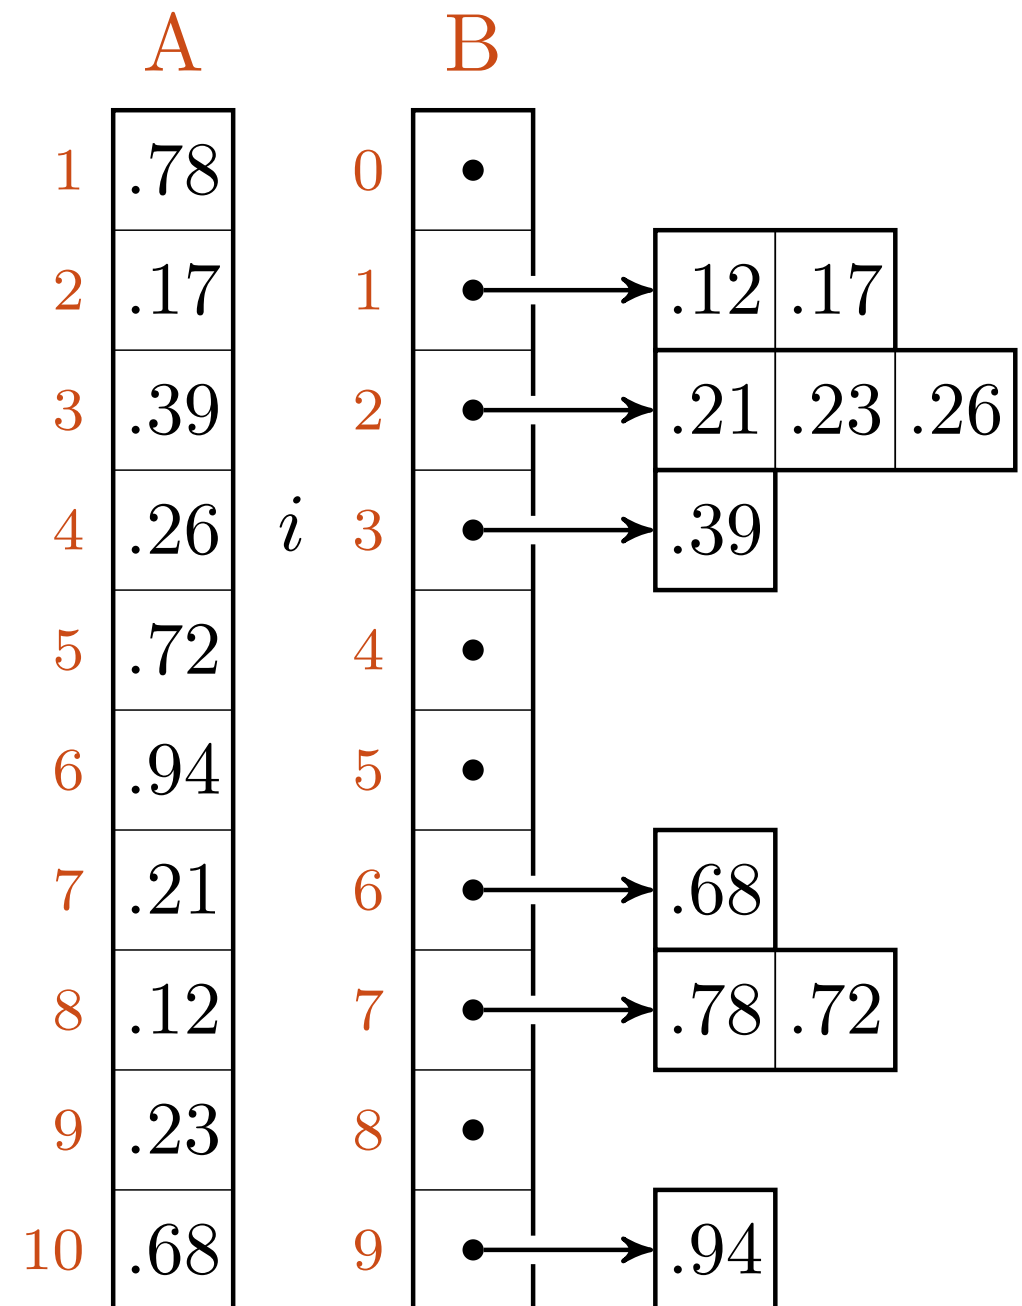 A B
1 .78 0
2 .17 1 .12 .17
3 .39 2 .21 .23 .26
4 .26 i 3 .39
5 .72 4
6 .94 5
7 .21 6 .68
8 .12 7 .78 .72
9 .23 8
10 .68 9 .94